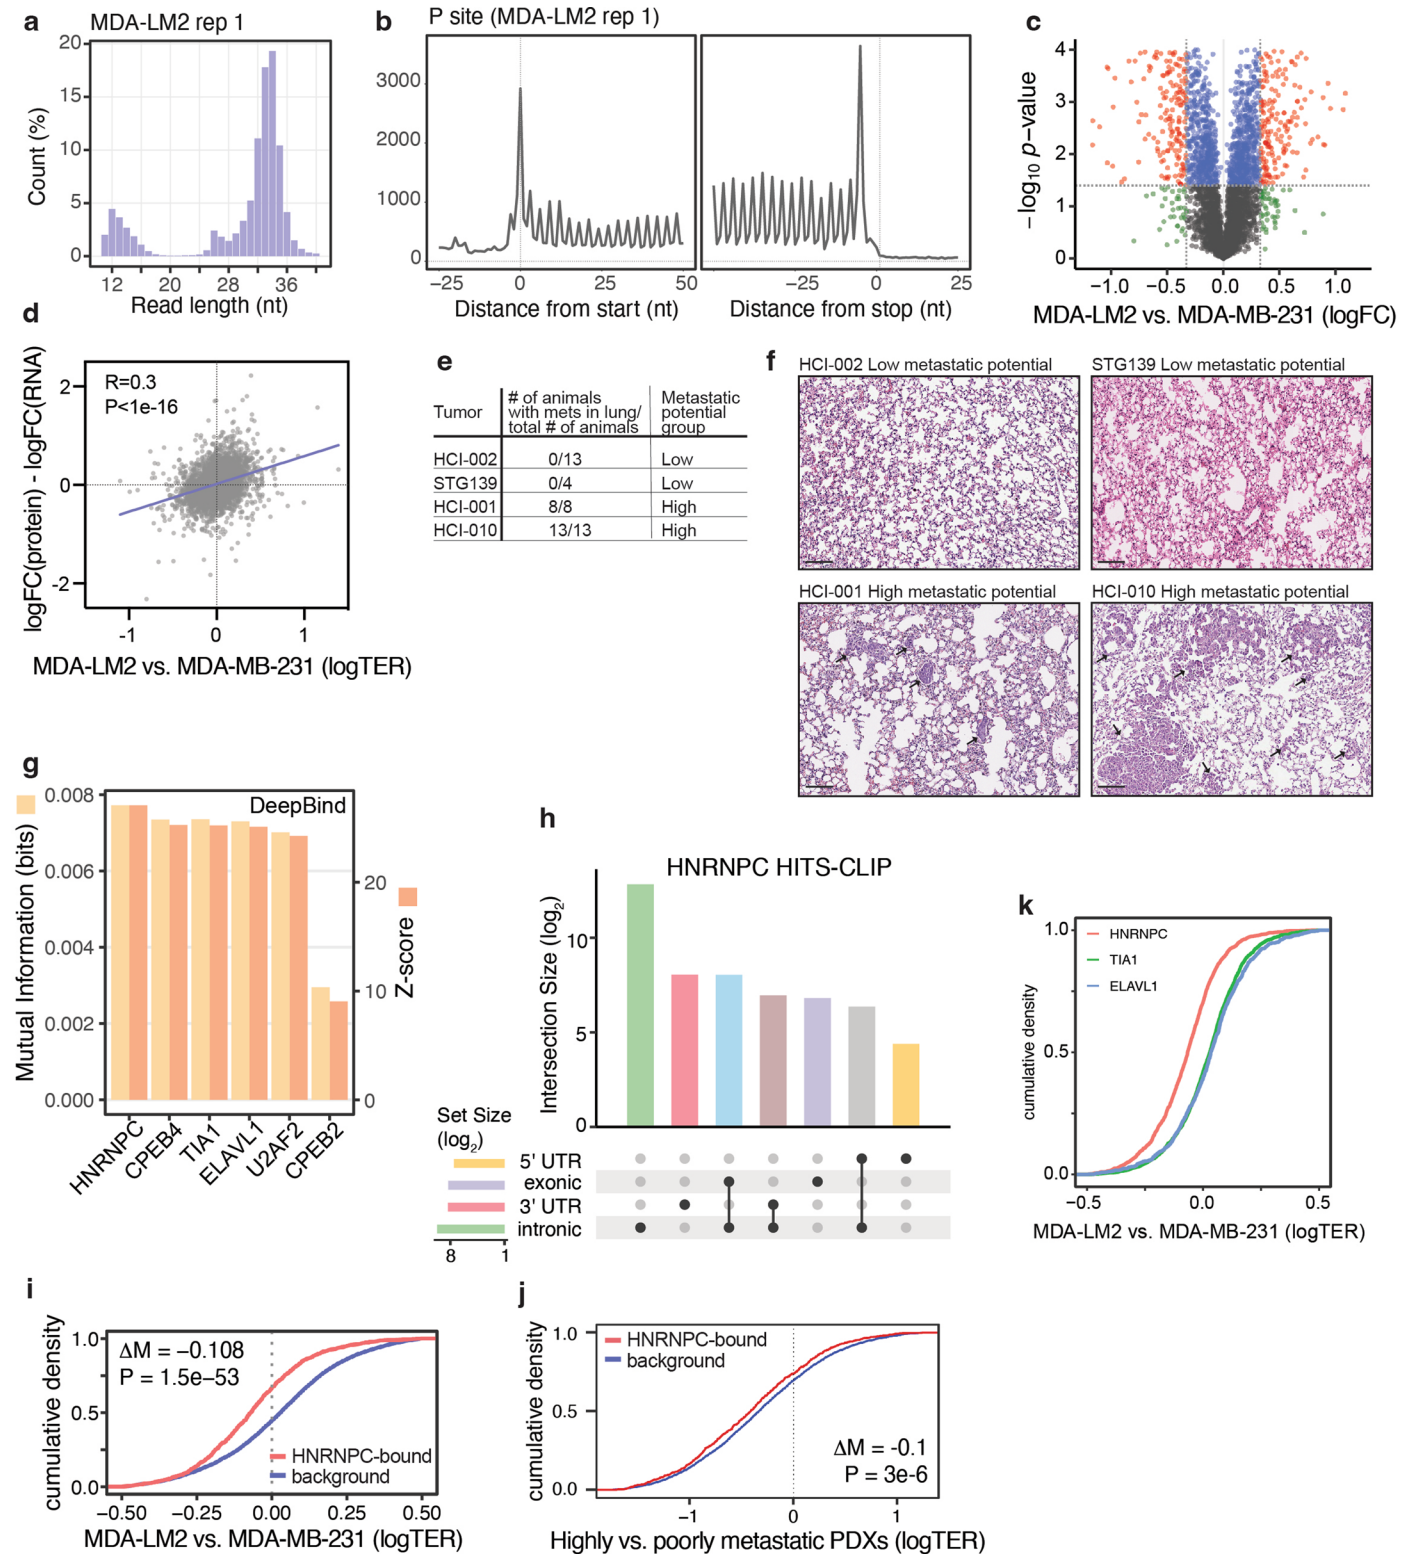 a
MDA-LM2 rep 1
Count (%)
20
15
10
5
0
12
20
28
36
Read length (nt)
b
P site (MDA-LM2 rep 1)
3000
2000
1000
0
−25
0
25
50
Distance from start (nt)
−25
0
25
Distance from stop (nt)
c
−log10 p−value
4
3
2
1
0
−1.0
−0.5
0.0
0.5
1.0
MDA-LM2 vs. MDA-MB-231 (logFC)
d
logFC(protein) - logFC(RNA)
R=0.3
P<1e-16
2
0
-2
-1
0
1
MDA-LM2 vs. MDA-MB-231 (logTER)
e
Tumor
# of animals with mets in lung/ total # of animals
Metastatic potential group
HCI-002 0/13 Low
STG139 0/4 Low
HCI-001 8/8 High
HCI-010 13/13 High
f
HCI-002 Low metastatic potential
STG139 Low metastatic potential
HCI-001 High metastatic potential
HCI-010 High metastatic potential
g
Mutual Information (bits)
DeepBind
0.008
0.006
0.004
0.002
0.000
20
10
0
Z-score
HNRNPC
CPEB4
TIA1
ELAVL1
U2AF2
CPEB2
h
HNRNPC HITS-CLIP
Intersection Size (log2)
10
5
0
Set Size
(log2)
5' UTR
exonic
3' UTR
intronic
8
1
k
HNRNPC
TIA1
ELAVL1
cumulative density
1.0
0.5
0.0
−0.5
0.0
0.5
MDA-LM2 vs. MDA-MB-231 (logTER)
i
cumulative density
1.0
0.5
0.0
ΔM = −0.108
P = 1.5e−53
HNRNPC-bound
background
−0.50
−0.25
0.00
0.25
0.50
MDA-LM2 vs. MDA-MB-231 (logTER)
j
cumulative density
1.0
0.5
0.0
HNRNPC-bound
background
ΔM = -0.1
P = 3e-6
−1
0
1
Highly vs. poorly metastatic PDXs (logTER)